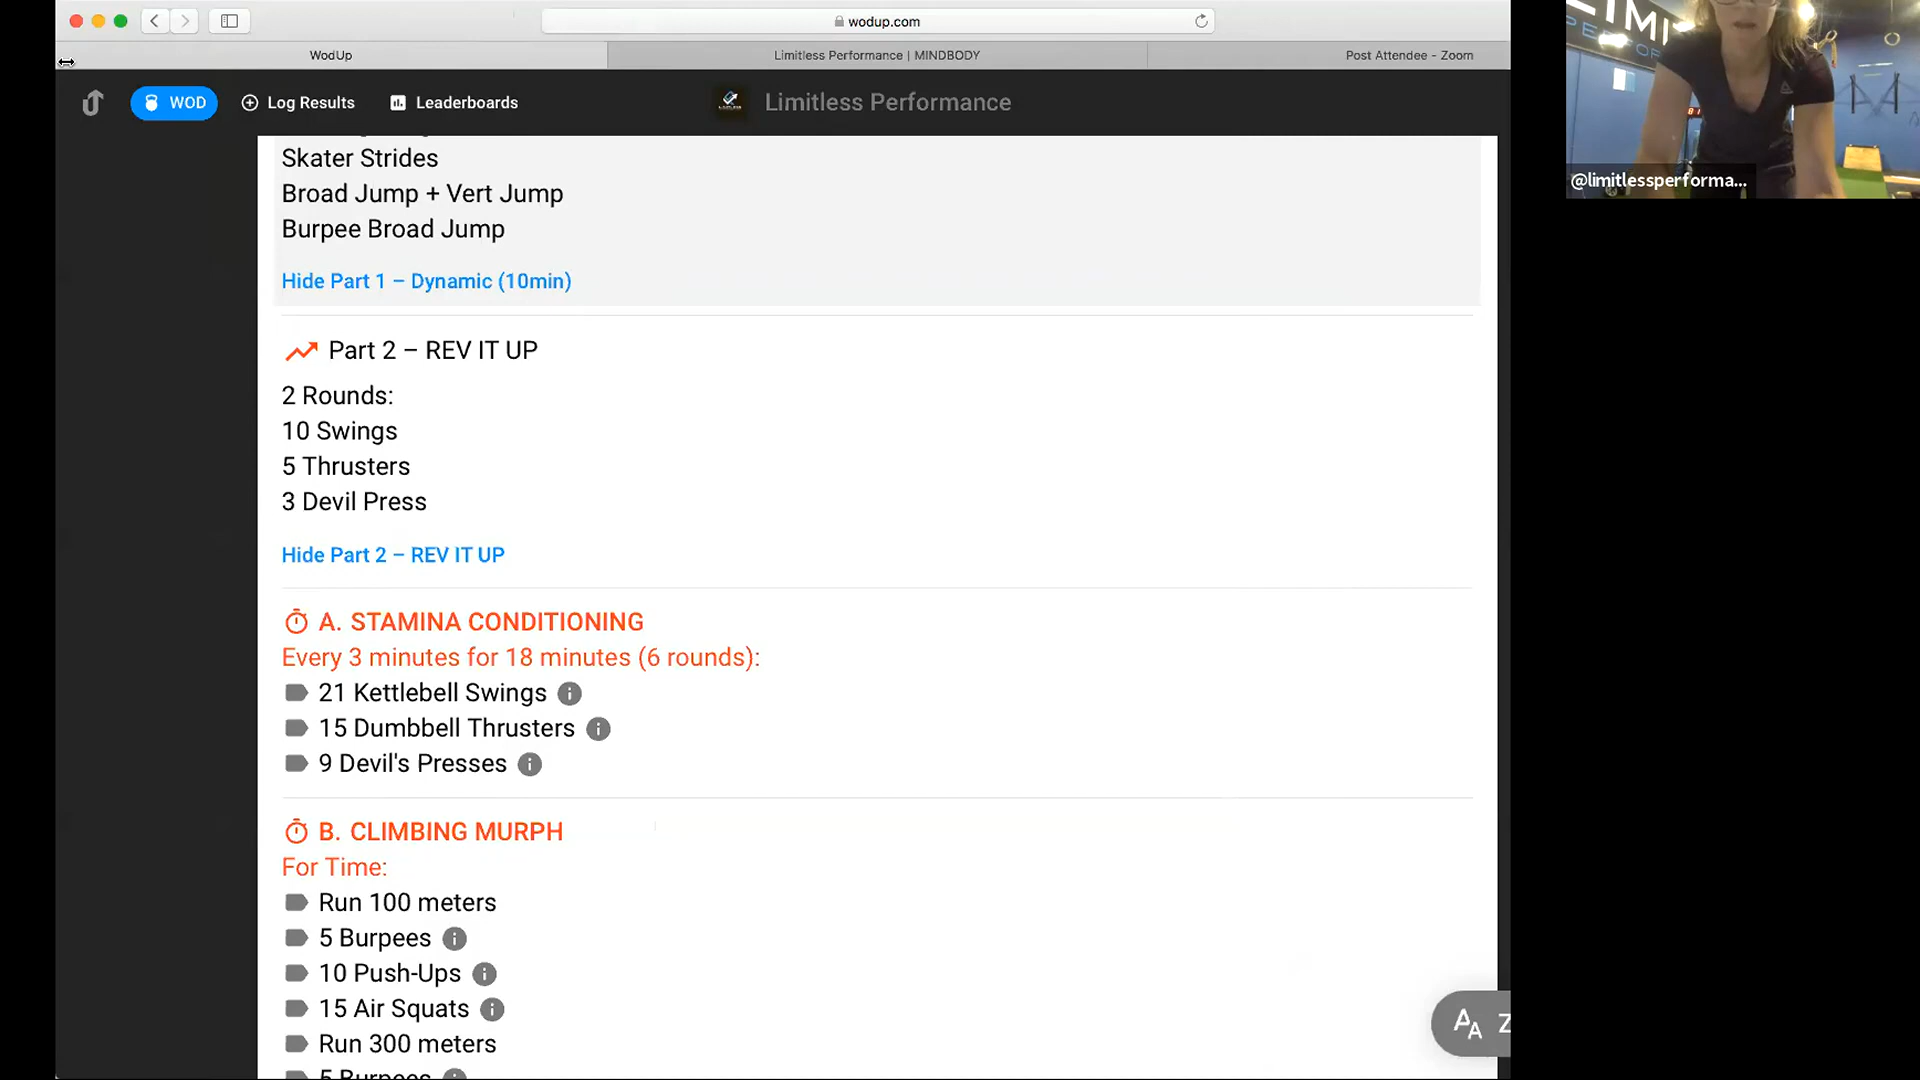 wodup.com
WodUp
Limitless Performance | MINDBODY
Post Attendee - Zoom
WOD
Log Results
Leaderboards
Limitless Performance
@limitlessperforma...
Skater Strides
Broad Jump + Vert Jump
Burpee Broad Jump
Hide Part 1 – Dynamic (10min)
Part 2 – REV IT UP
2 Rounds:
10 Swings
5 Thrusters
3 Devil Press
Hide Part 2 – REV IT UP
A. STAMINA CONDITIONING
Every 3 minutes for 18 minutes (6 rounds):
21 Kettlebell Swings
15 Dumbbell Thrusters
9 Devil's Presses
B. CLIMBING MURPH
For Time:
Run 100 meters
5 Burpees
10 Push-Ups
15 Air Squats
Run 300 meters
5 Burpees